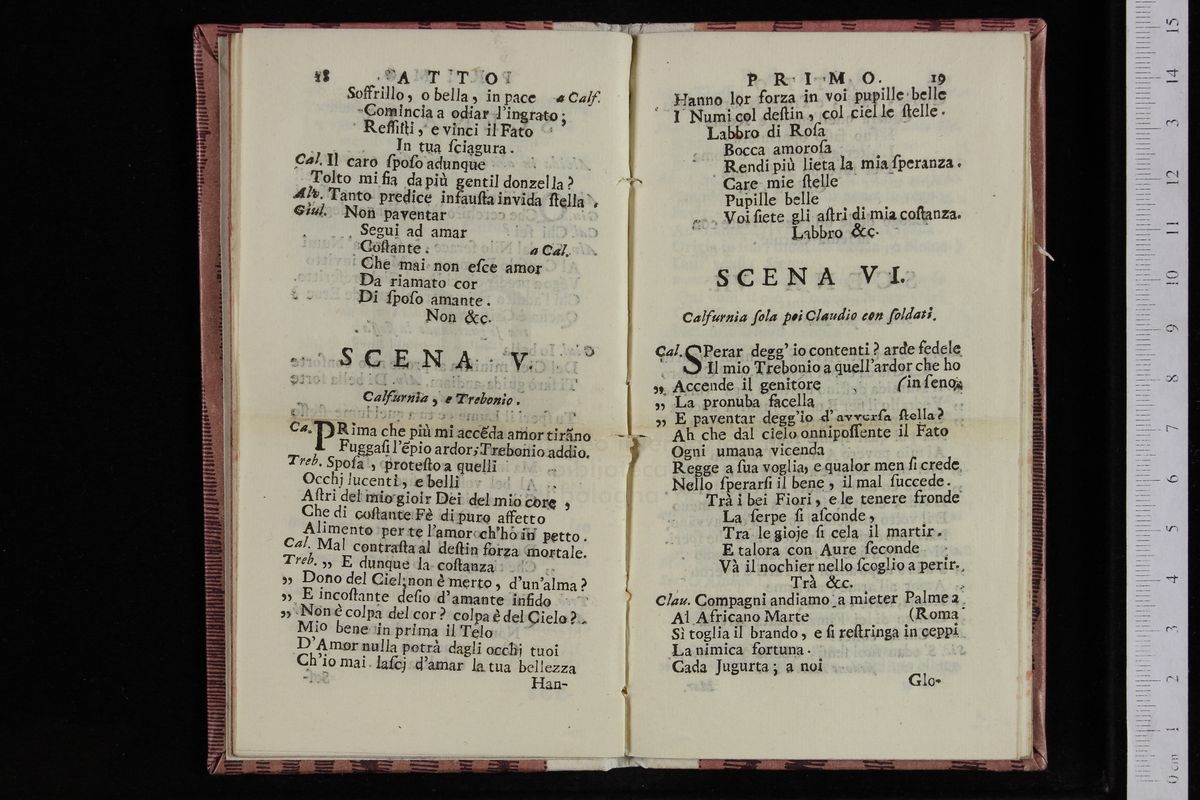 18 ATTO
Soffrillo, o bella, in pace a Calf.
Comincia a odiar l'ingrato;
Reſſiſti, e vinci il Fato
In tua ſciagura.
Cal. Il caro ſpoſo adunque
Tolto mi ſia da più gentil donzella?
Alv. Tanto predice infauſta invida ſtella.
Giul. Non paventar
Segui ad amar
Coſtante. a Cal.
Che mai non eſce amor
Da riamato cor
Di ſpoſo amante.
Non &c.
SCENA V.
Calfurnia, e Trebonio.
Ca. PRima che più mi accẽda amor tirãno
Fuggaſi l'ẽpio ardor; Trebonio addio.
Treb. Spoſa, proteſto a quelli
Occhj lucenti, e belli
Aſtri del mio gioir Dei del mio core,
Che di coſtante Fè di puro affetto
Alimento per te l'amor ch'hò in petto.
Cal. Mal contraſta al deſtin forza mortale.
Treb. ,, E dunque la coſtanza
,, Dono del Ciel; non è merto, d'un'alma?
,, E incoſtante deſio d'amante infido
,, Non è colpa del cor? colpa è del Cielo?
Mio bene in prima il Telo
D'Amor nulla potrà dagli occhj tuoi
Ch'io mai laſcj d'amar la tua bellezza
Han-
PRIMO. 19
Hanno lor forza in voi pupille belle
I Numi col deſtin, col ciel le ſtelle.
Labbro di Roſa
Bocca amoroſa
Rendi più lieta la mia ſperanza.
Care mie ſtelle
Pupille belle
Voi ſiete gli aſtri di mia coſtanza.
Labbro &c.
SCENA VI.
Calfurnia ſola poi Claudio con ſoldati.
Cal. SPerar degg' io contenti? arde fedele
Il mio Trebonio a quell'ardor che ho
,, Accende il genitore (in ſeno,
,, La pronuba facella
,, E paventar degg'io d'avverſa ſtella?
Ah che dal cielo onnipoſſente il Fato
Ogni umana vicenda
Regge a ſua voglia, e qualor men ſi crede
Nello ſperarſi il bene, il mal ſuccede.
Trà i bei Fiori, e le tenere fronde
La ſerpe ſi aſconde,
Tra le gioje ſi cela il martir.
E talora con Aure ſeconde
Và il nochier nello ſcoglio a perir.
Trà &c.
Clau. Compagni andiamo a mieter Palme a
Al Africano Marte (Roma
Sì toglia il brando, e ſi reſtringa in ceppi
La nimica fortuna.
Cada Jugurta; a noi
Glo-